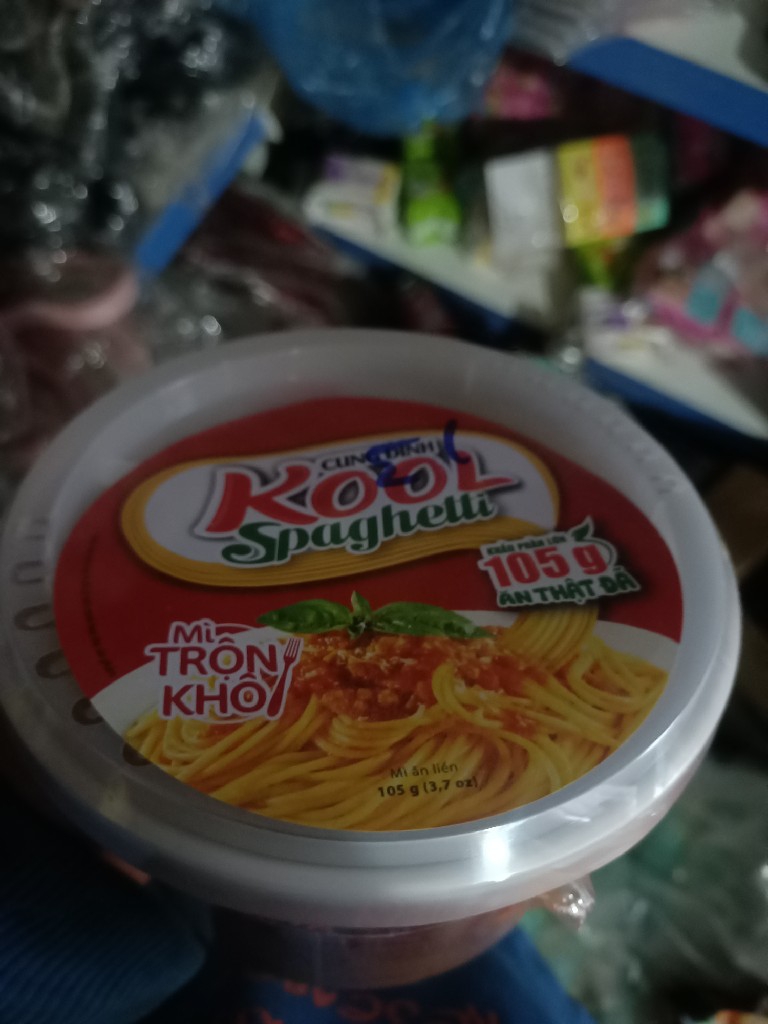 CUNG ĐÌNH
KOOL
Spaghetti
KHẨU PHẦN LỚN
105 g
ĂN THẬT ĐÃ
Mì
TRỘN
KHÔ
Mì ăn liền
105 g (3,7 oz)